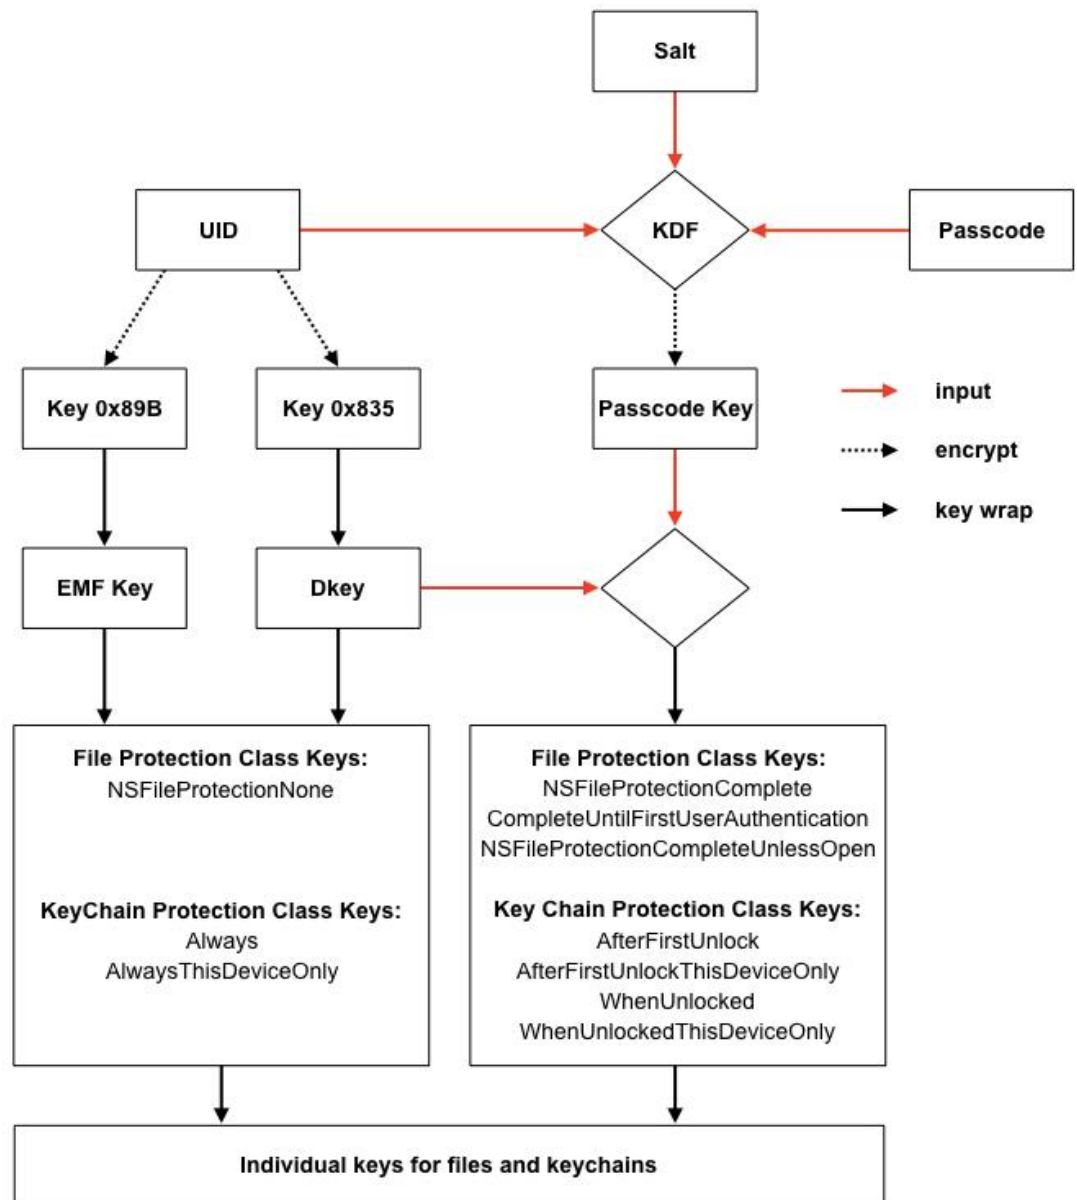 Salt
UID
KDF
Passcode
Key 0x89B
Key 0x835
Passcode Key
input
encrypt
key wrap
EMF Key
Dkey
File Protection Class Keys:
NSFileProtectionNone
KeyChain Protection Class Keys:
Always
AlwaysThisDeviceOnly
File Protection Class Keys:
NSFileProtectionComplete
CompleteUntilFirstUserAuthentication
NSFileProtectionCompleteUnlessOpen
Key Chain Protection Class Keys:
AfterFirstUnlock
AfterFirstUnlockThisDeviceOnly
WhenUnlocked
WhenUnlockedThisDeviceOnly
Individual keys for files and keychains